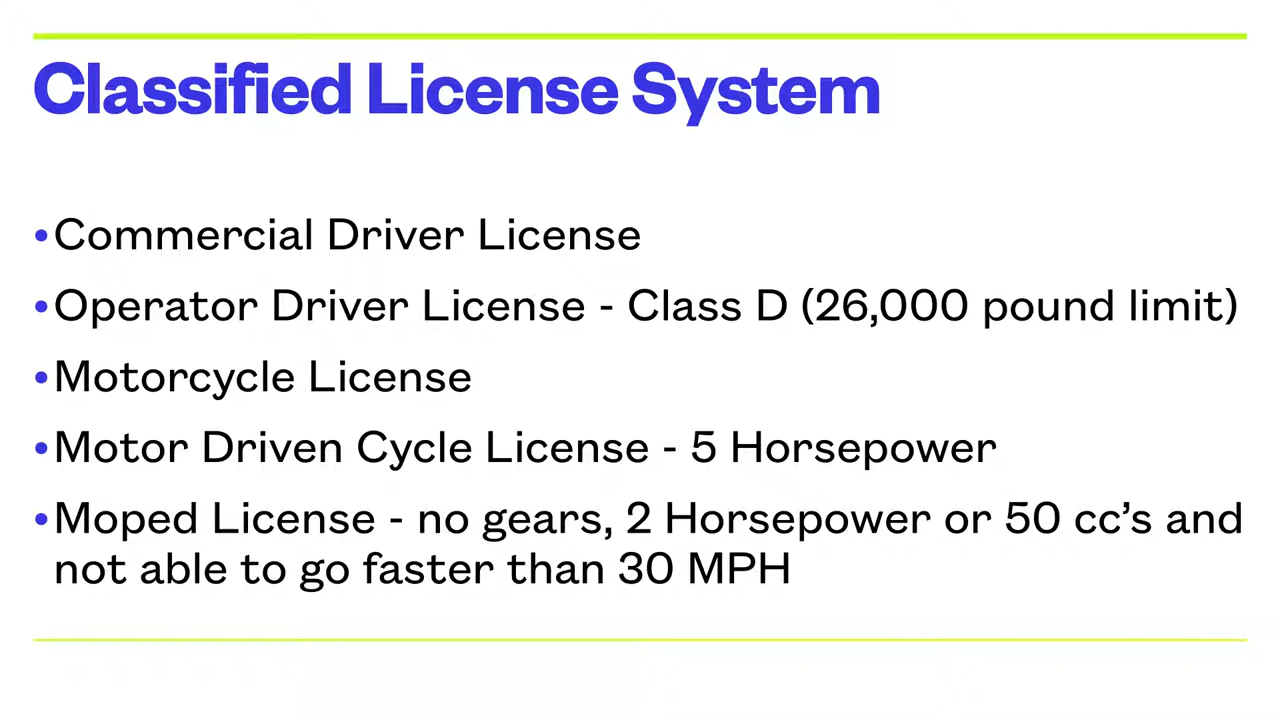 Classified License System
•Commercial Driver License
•Operator Driver License - Class D (26,000 pound limit)
•Motorcycle License
•Motor Driven Cycle License - 5 Horsepower
•Moped License - no gears, 2 Horsepower or 50 cc’s and
not able to go faster than 30 MPH